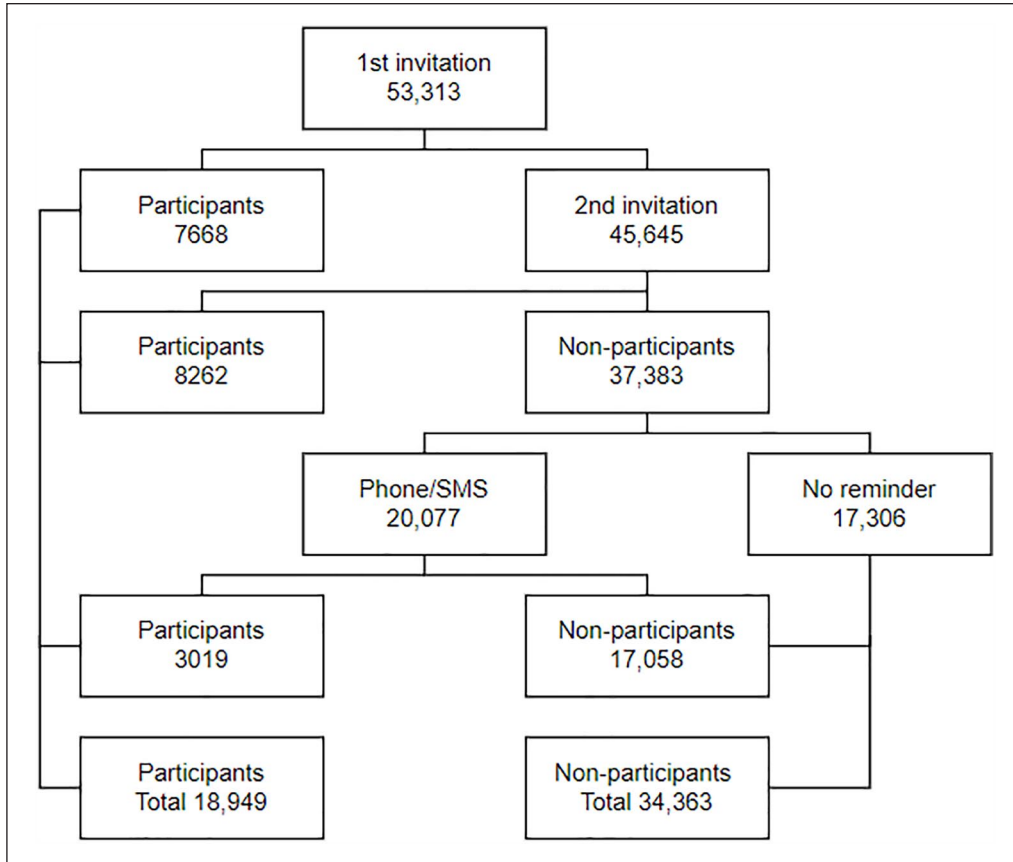 1st invitation
53,313
Participants
7668
2nd invitation
45,645
Participants
8262
Non-participants
37,383
Phone/SMS
20,077
No reminder
17,306
Participants
3019
Non-participants
17,058
Participants
Total 18,949
Non-participants
Total 34,363